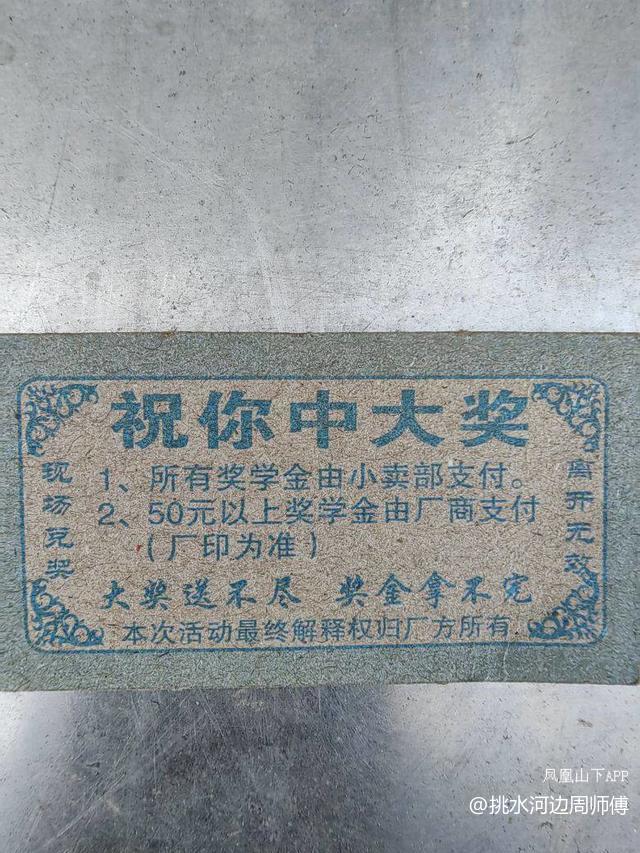 祝你中大奖
现场兑奖
1、所有奖学金由小卖部支付。
2、50元以上奖学金由厂商支付
（厂印为准）
离开无效
大奖送不尽 奖金拿不完
本次活动最终解释权归厂方所有
凤凰山下APP
@挑水河边周师傅